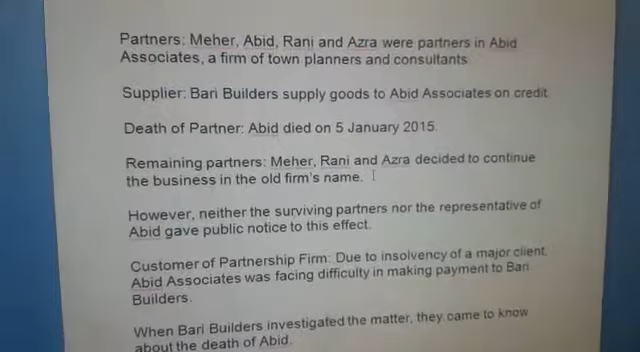 Partners: Meher, Abid, Rani and Azra were partners in Abid
Associates, a firm of town planners and consultants
Supplier: Bari Builders supply goods to Abid Associates on credit.
Death of Partner: Abid died on 5 January 2015.
Remaining partners: Meher, Rani and Azra decided to continue
the business in the old firm's name.
However, neither the surviving partners nor the representative of
Abid gave public notice to this effect.
Customer of Partnership Firm: Due to insolvency of a major client,
Abid Associates was facing difficulty in making payment to Bari
Builders.
When Bari Builders investigated the matter, they came to know
about the death of Abid.